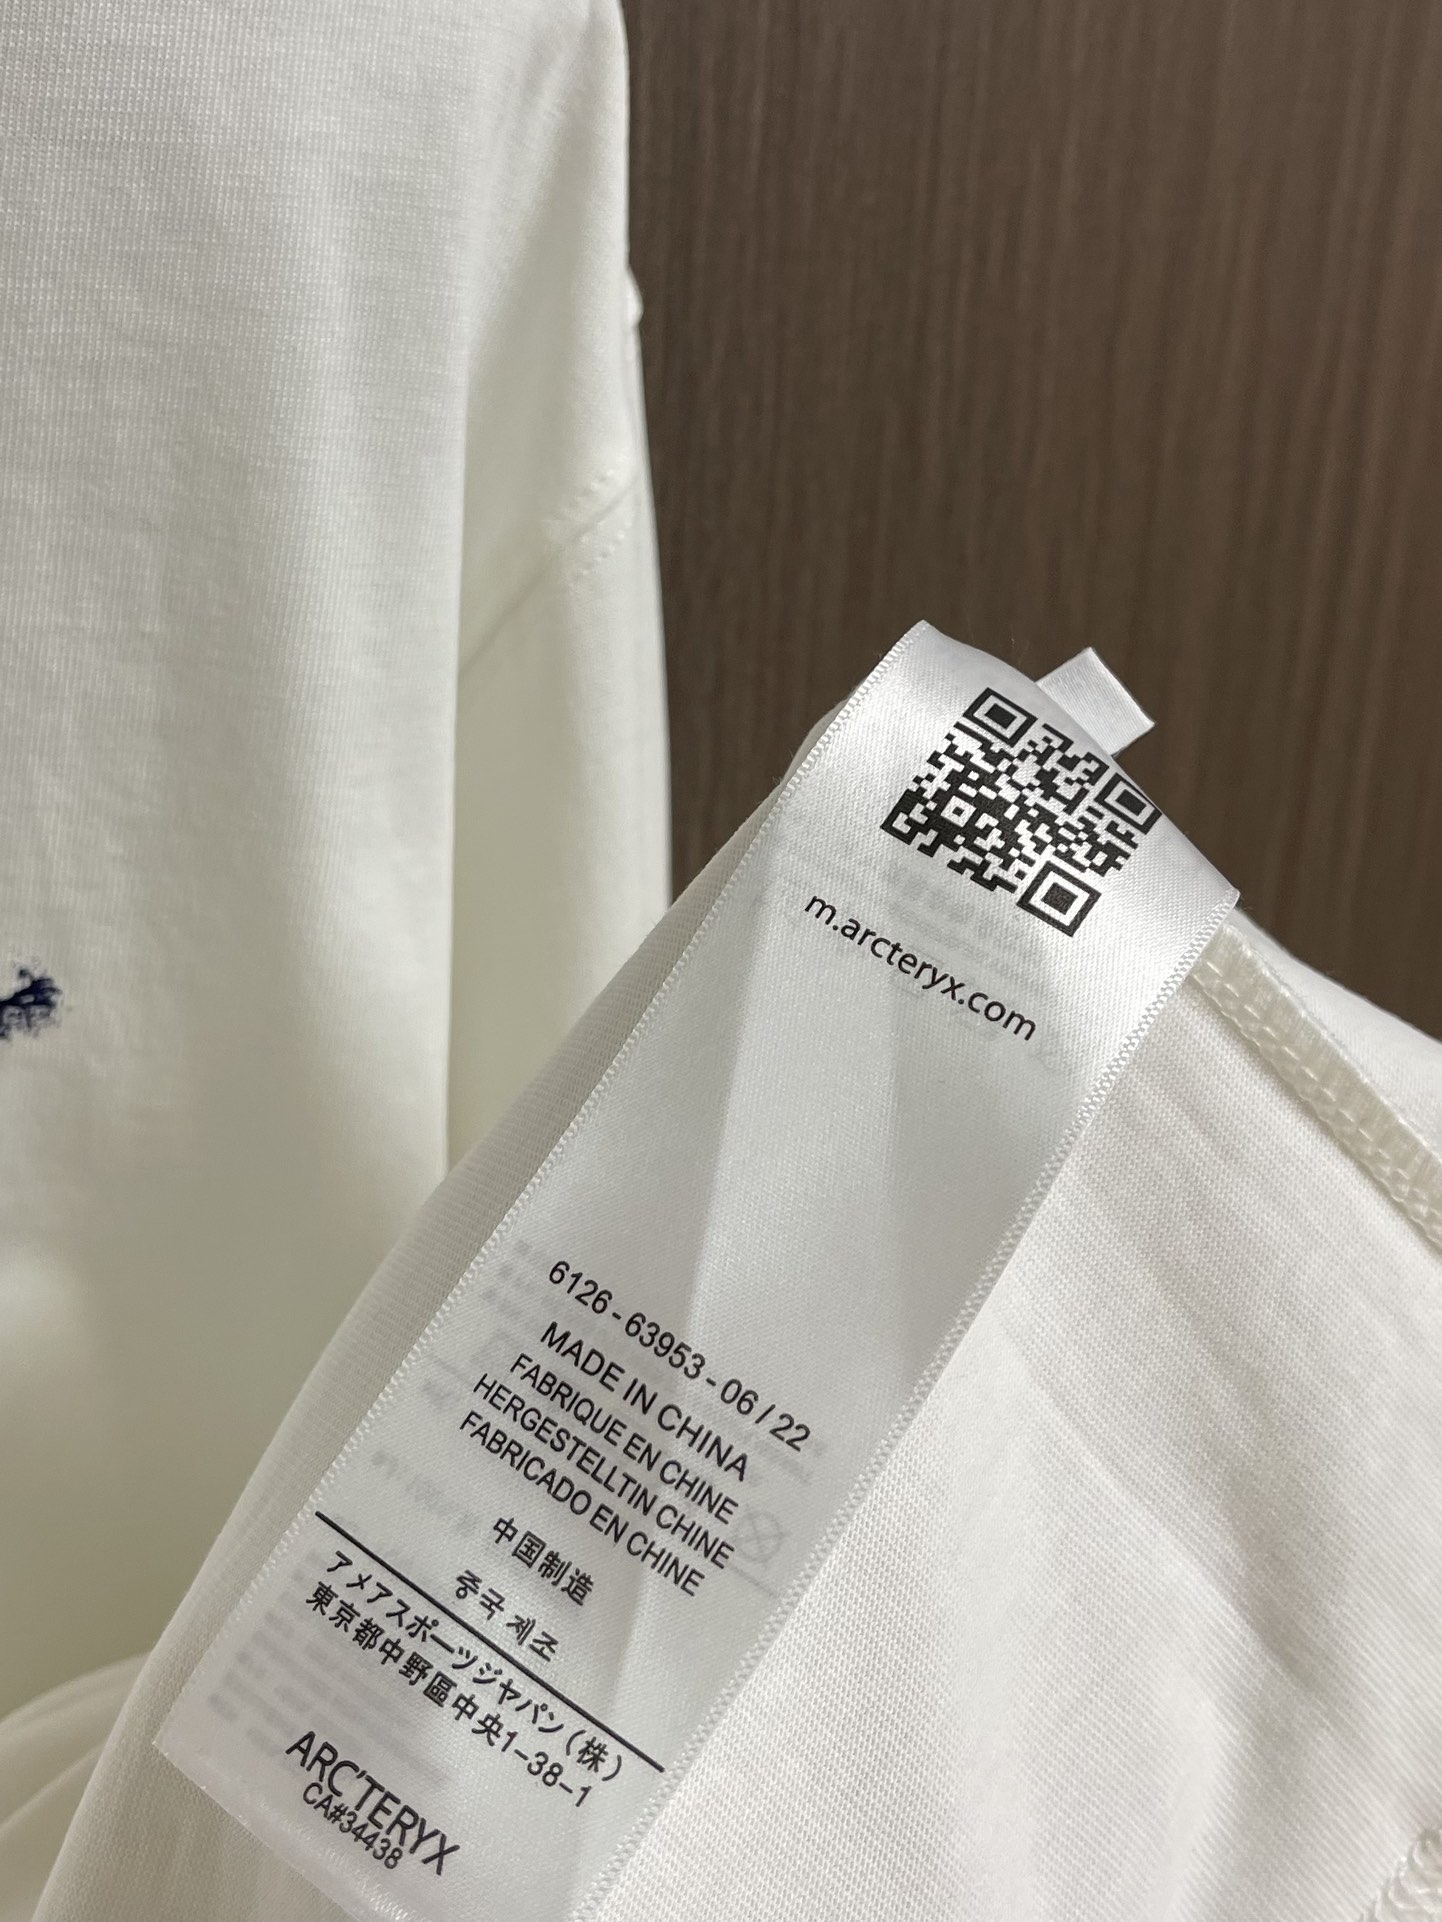 m.arcteryx.com
6126-63953-06/22
MADE IN CHINA
FABRIQUE EN CHINE
HERGESTELLTIN CHINE
FABRICADO EN CHINE
中国制造
중국 제조
アメアスポーツジャパン(株)
東京都中野區中央1-38-1
ARC'TERYX
CA#34438